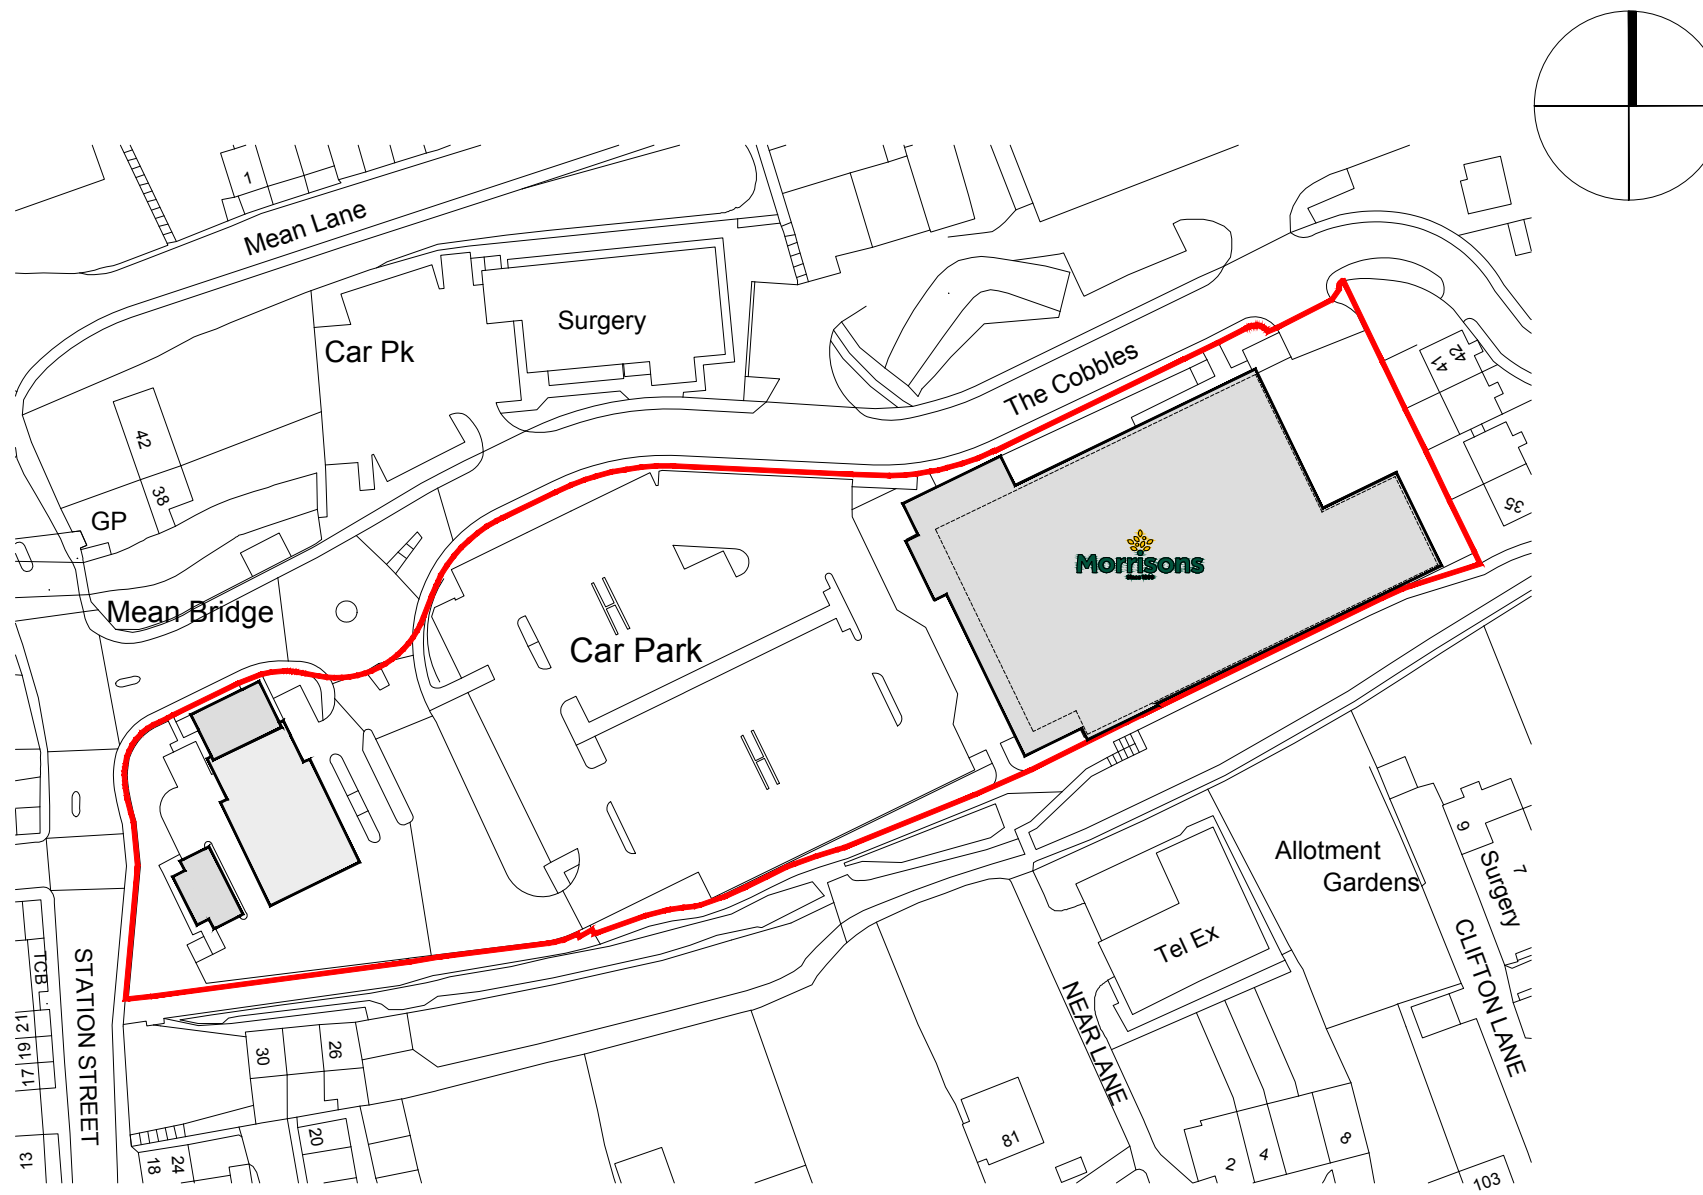 1
Mean Lane
Surgery
Car Pk
The Cobbles
42
41
42
38
35
GP
Morrisons
Since 1899
Mean Bridge
Car Park
9
7
Surgery
Allotment
Gardens
Tel Ex
CLIFTON LANE
TCB
STATION STREET
NEAR LANE
21
19
17
30
26
20
13
18
24
81
2
4
8
103